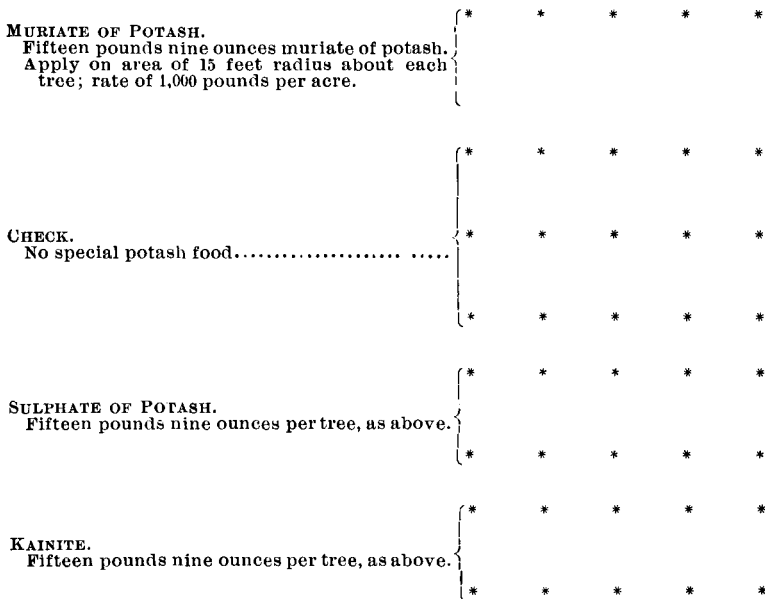 MURIATE OF POTASH. * * * * *
Fifteen pounds nine ounces muriate of potash.
Apply on area of 15 feet radius about each
tree; rate of 1,000 pounds per acre.
* * * * *
CHECK. * * * * *
No special potash food..................... .....
* * * * *
* * * * *
SULPHATE OF POTASH.
Fifteen pounds nine ounces per tree, as above.
* * * * *
* * * * *
KAINITE.
Fifteen pounds nine ounces per tree, as above.
* * * * *